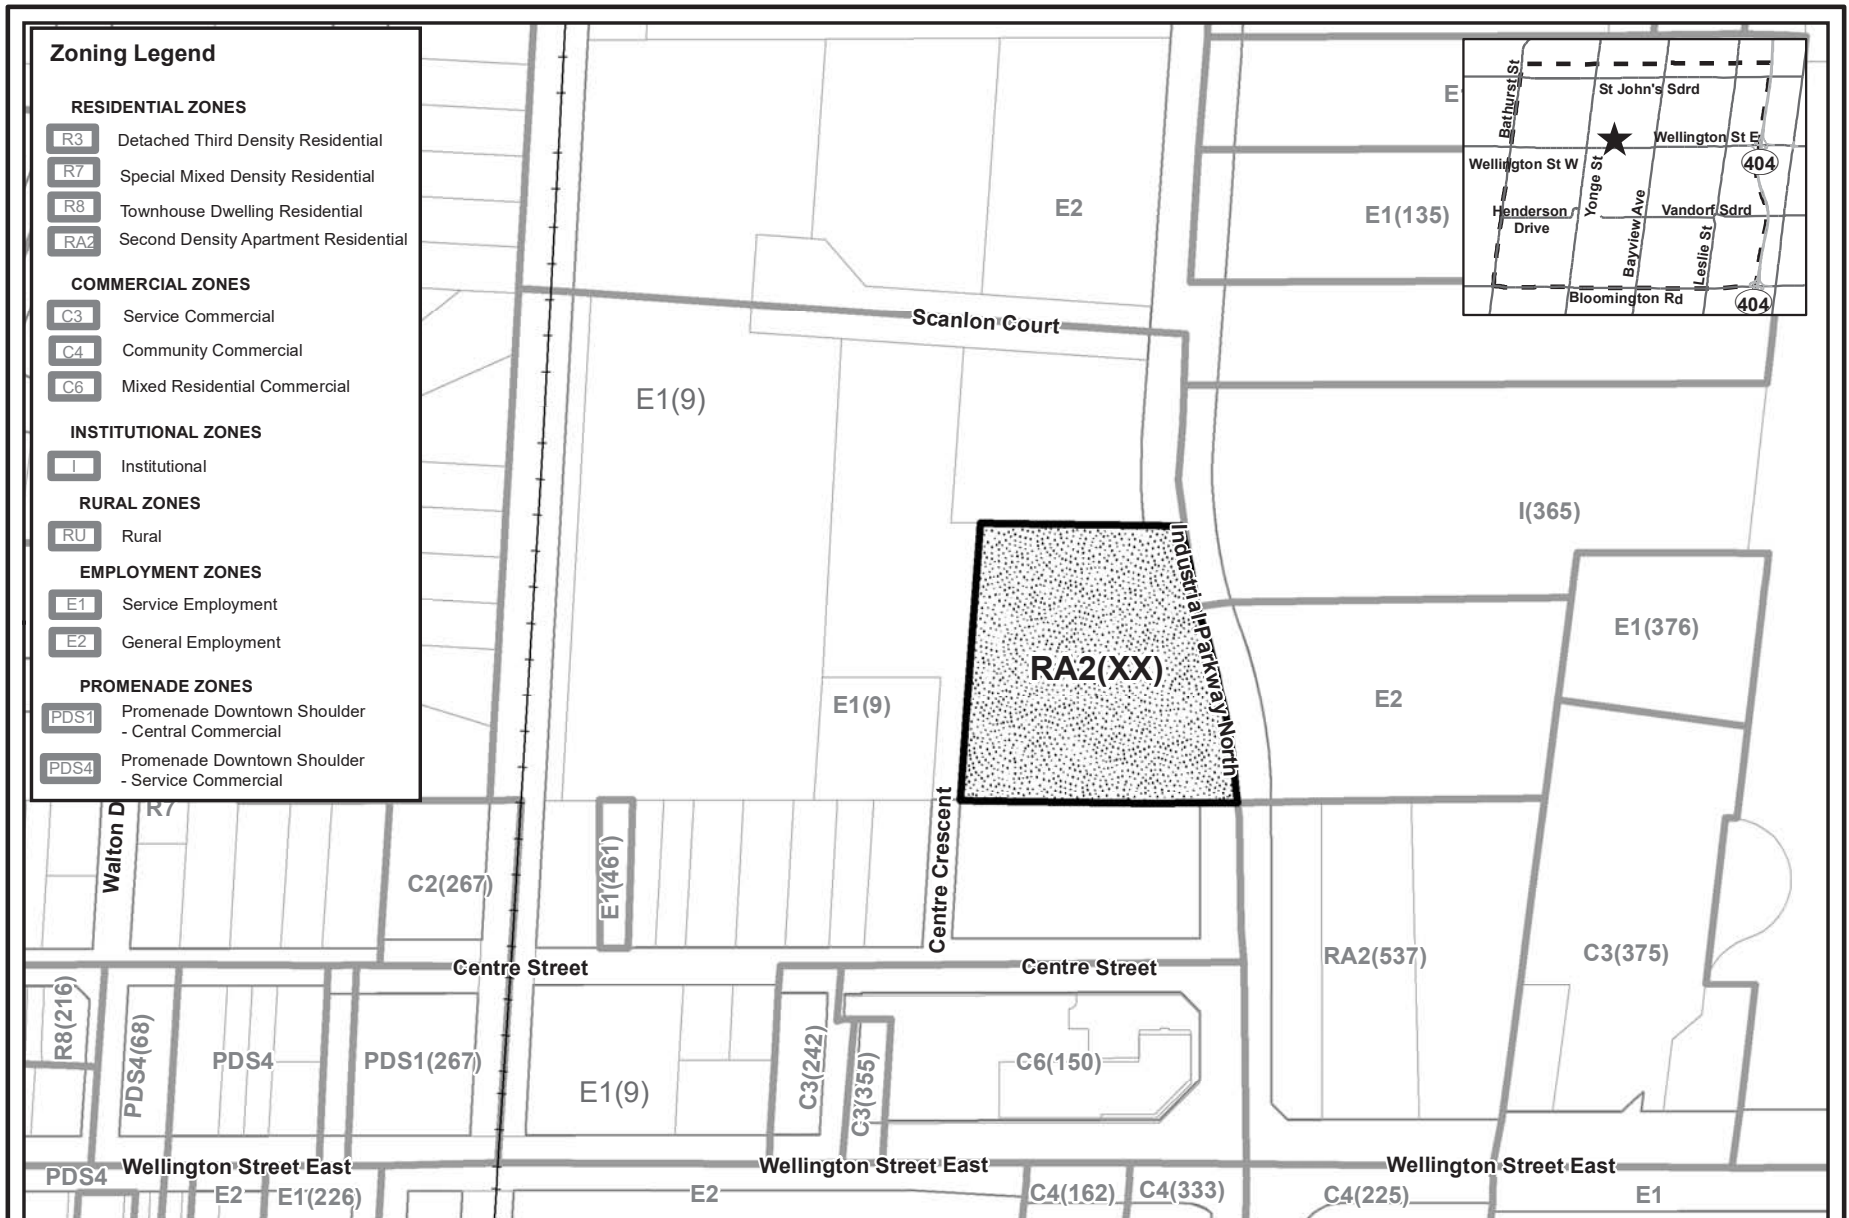 Zoning Legend
RESIDENTIAL ZONES
R3 Detached Third Density Residential
R7 Special Mixed Density Residential
R8 Townhouse Dwelling Residential
RA2 Second Density Apartment Residential
COMMERCIAL ZONES
C3 Service Commercial
C4 Community Commercial
C6 Mixed Residential Commercial
INSTITUTIONAL ZONES
I Institutional
RURAL ZONES
RU Rural
EMPLOYMENT ZONES
E1 Service Employment
E2 General Employment
PROMENADE ZONES
PDS1 Promenade Downtown Shoulder
- Central Commercial
PDS4 Promenade Downtown Shoulder
- Service Commercial
Bathurst St
St John's Sdrd
Wellington St E
Wellington St W
404
Yonge St
Henderson
Drive
Vandorf Sdrd
Bayview Ave
Leslie St
Bloomington Rd
404
E2
E1(135)
Scanlon Court
E1(9)
I(365)
Industrial Parkway North
RA2(XX)
E1(376)
E2
E1(9)
R7
C2(267)
E1(461)
Centre Crescent
RA2(537)
C3(375)
Centre Street
Centre Street
R8(216)
PDS4(68)
PDS4
PDS1(267)
E1(9)
C3(242)
C3(355)
C6(150)
PDS4
Wellington Street East
Wellington Street East
Wellington Street East
E2
E1(226)
E2
C4(162)
C4(333)
C4(225)
E1